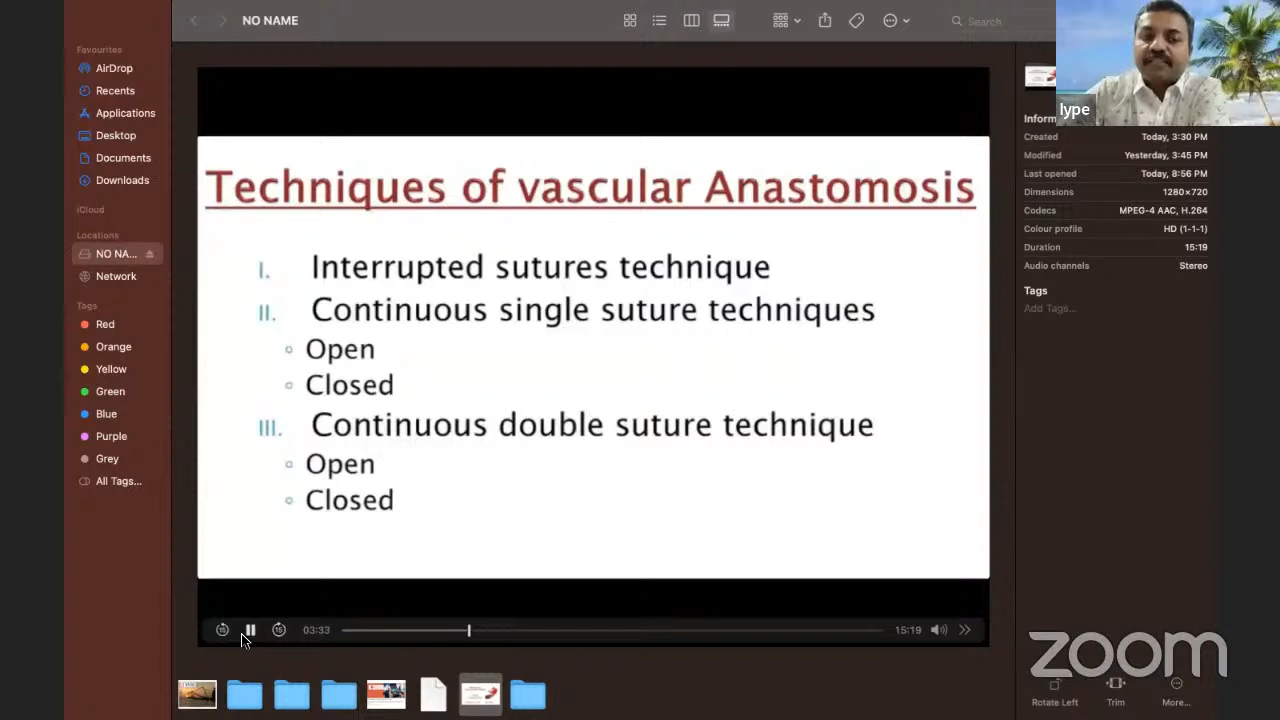 NO NAME
Search
Favourites
AirDrop
Recents
Applications
Desktop
Documents
Downloads
iCloud
Locations
NO NA...
Network
Tags
Red
Orange
Yellow
Green
Blue
Purple
Grey
All Tags...
Techniques of vascular Anastomosis
I. Interrupted sutures technique
II. Continuous single suture techniques
Open
Closed
III. Continuous double suture technique
Open
Closed
15
15
03:33
15:19
lype
Inform
Created Today, 3:30 PM
Modified Yesterday, 3:45 PM
Last opened Today, 8:56 PM
Dimensions 1280×720
Codecs MPEG-4 AAC, H.264
Colour profile HD (1-1-1)
Duration 15:19
Audio channels Stereo
Tags
Add Tags...
zoom
Rotate Left Trim More...